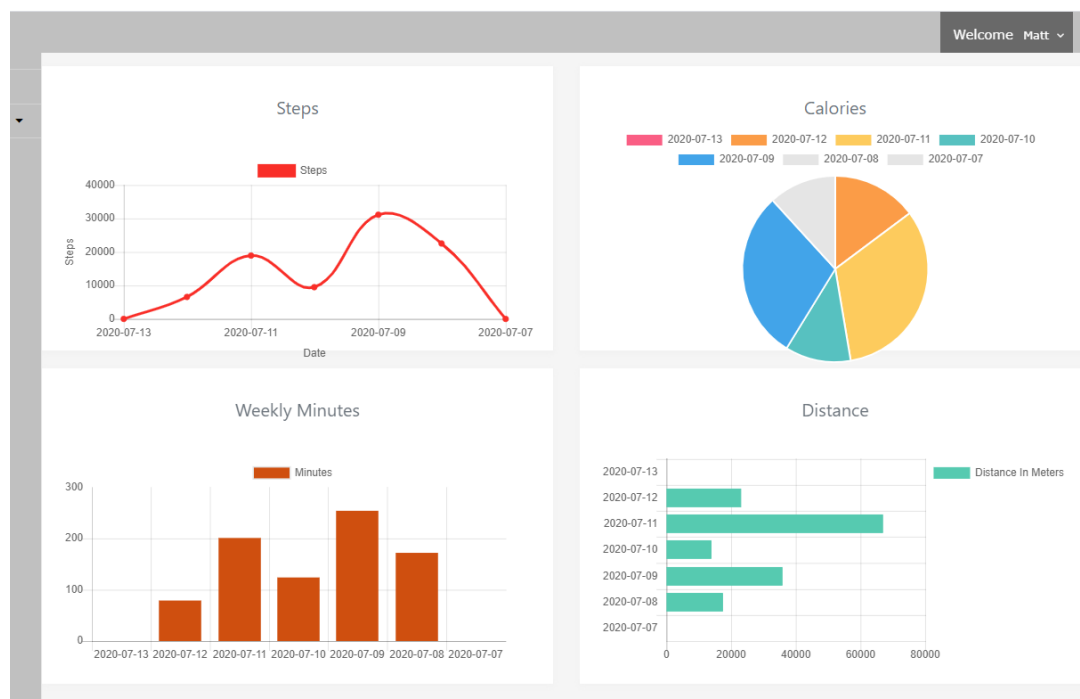 Welcome Matt
Steps
Steps
40000
30000
20000
10000
0
Steps
2020-07-13 2020-07-11 2020-07-09 2020-07-07
Date
Calories
2020-07-13 2020-07-12 2020-07-11 2020-07-10
2020-07-09 2020-07-08 2020-07-07
Weekly Minutes
Minutes
300
200
100
0
2020-07-13 2020-07-12 2020-07-11 2020-07-10 2020-07-09 2020-07-08 2020-07-07
Distance
Distance In Meters
2020-07-13
2020-07-12
2020-07-11
2020-07-10
2020-07-09
2020-07-08
2020-07-07
0 20000 40000 60000 80000